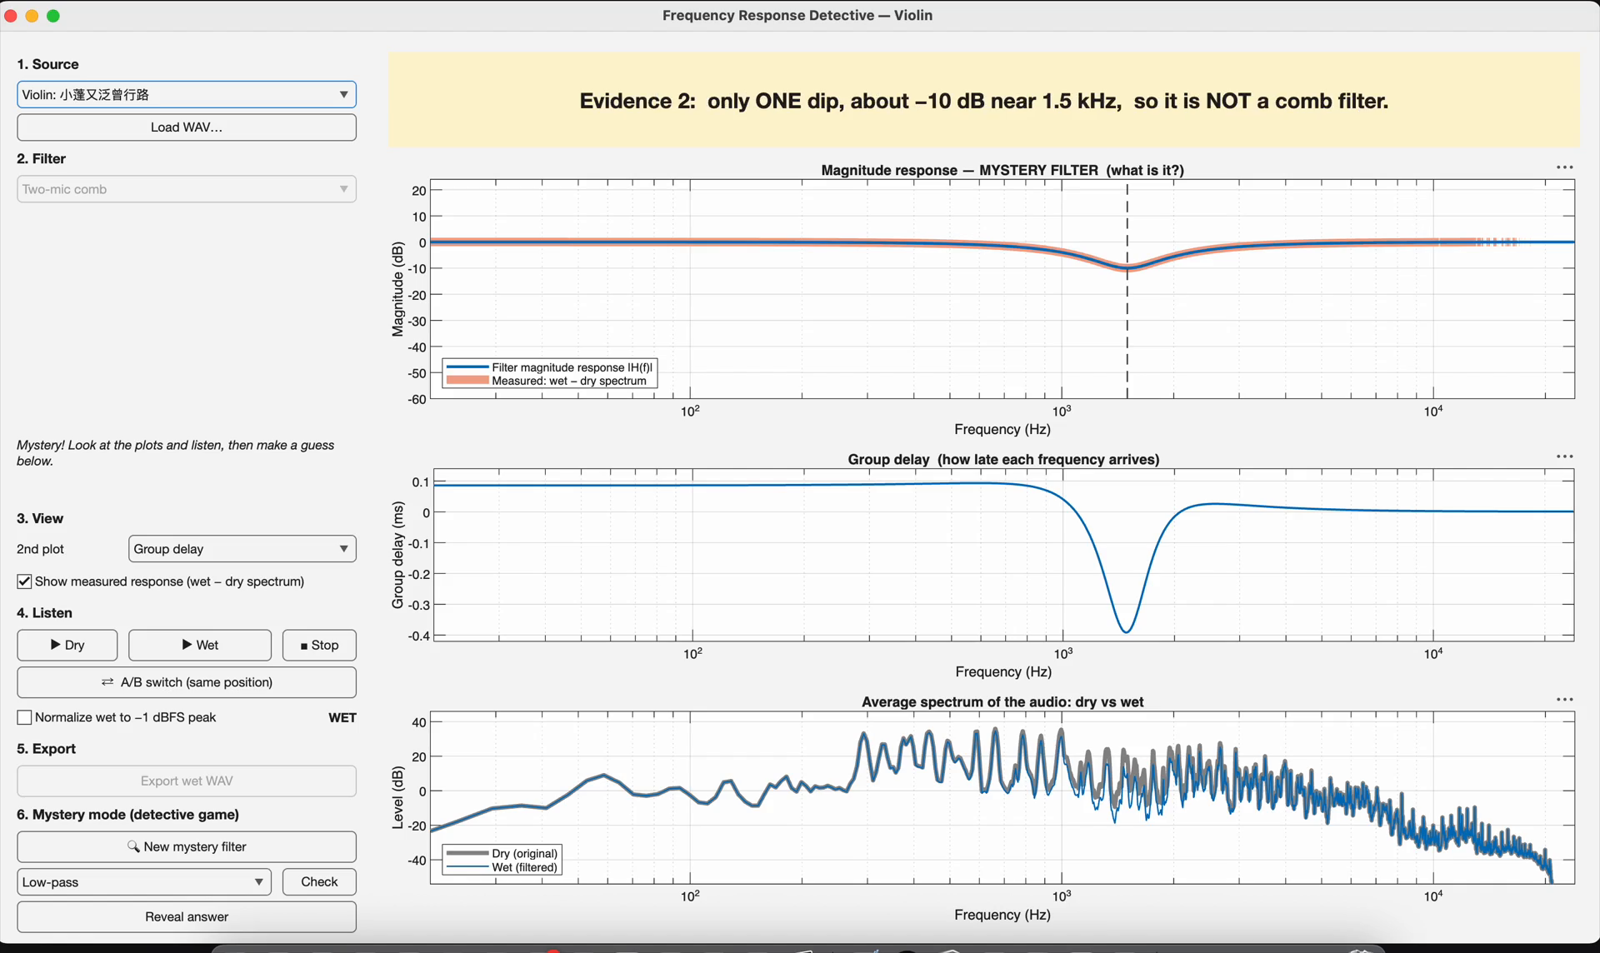 Frequency Response Detective — Violin
1. Source
Violin: 小蓬又泛曾行路
Load WAV...
2. Filter
Two-mic comb
Mystery! Look at the plots and listen, then make a guess
below.
3. View
2nd plot
Group delay
Show measured response (wet – dry spectrum)
4. Listen
Dry
Wet
Stop
A/B switch (same position)
Normalize wet to −1 dBFS peak
WET
5. Export
Export wet WAV
6. Mystery mode (detective game)
New mystery filter
Low-pass
Check
Reveal answer
Evidence 2: only ONE dip, about −10 dB near 1.5 kHz, so it is NOT a comb filter.
Magnitude response — MYSTERY FILTER (what is it?)
Magnitude (dB)
20
10
0
-10
-20
-30
-40
-50
-60
Filter magnitude response |H(f)|
Measured: wet – dry spectrum
10²
10³
10⁴
Frequency (Hz)
Group delay (how late each frequency arrives)
Group delay (ms)
0.1
0
-0.1
-0.2
-0.3
-0.4
10²
10³
10⁴
Frequency (Hz)
Average spectrum of the audio: dry vs wet
Level (dB)
40
20
0
-20
-40
Dry (original)
Wet (filtered)
10²
10³
10⁴
Frequency (Hz)